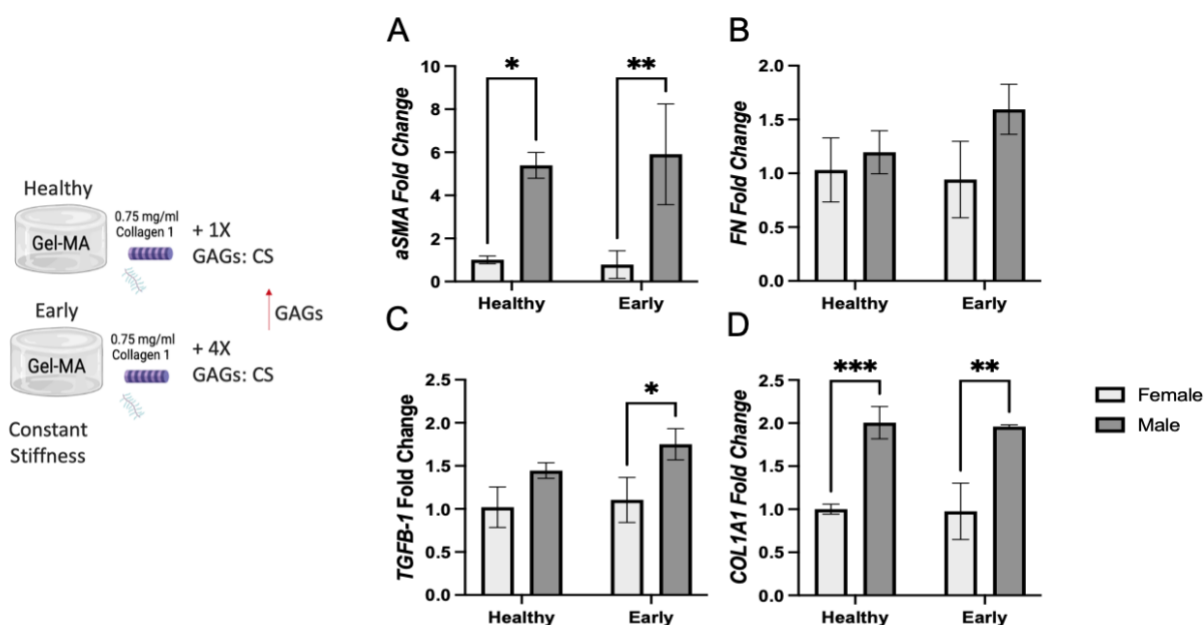 Healthy
Gel-MA
0.75 mg/ml
Collagen 1
+ 1X
GAGs: CS
GAGs
Early
Gel-MA
0.75 mg/ml
Collagen 1
+ 4X
GAGs: CS
Constant
Stiffness
A
aSMA Fold Change
10
8
6
4
2
0
*
**
Healthy
Early
B
FN Fold Change
2.0
1.5
1.0
0.5
0.0
Healthy
Early
C
TGFB-1 Fold Change
2.5
2.0
1.5
1.0
0.5
0.0
*
Healthy
Early
D
COL1A1 Fold Change
2.5
2.0
1.5
1.0
0.5
0.0
***
**
Healthy
Early
Female
Male